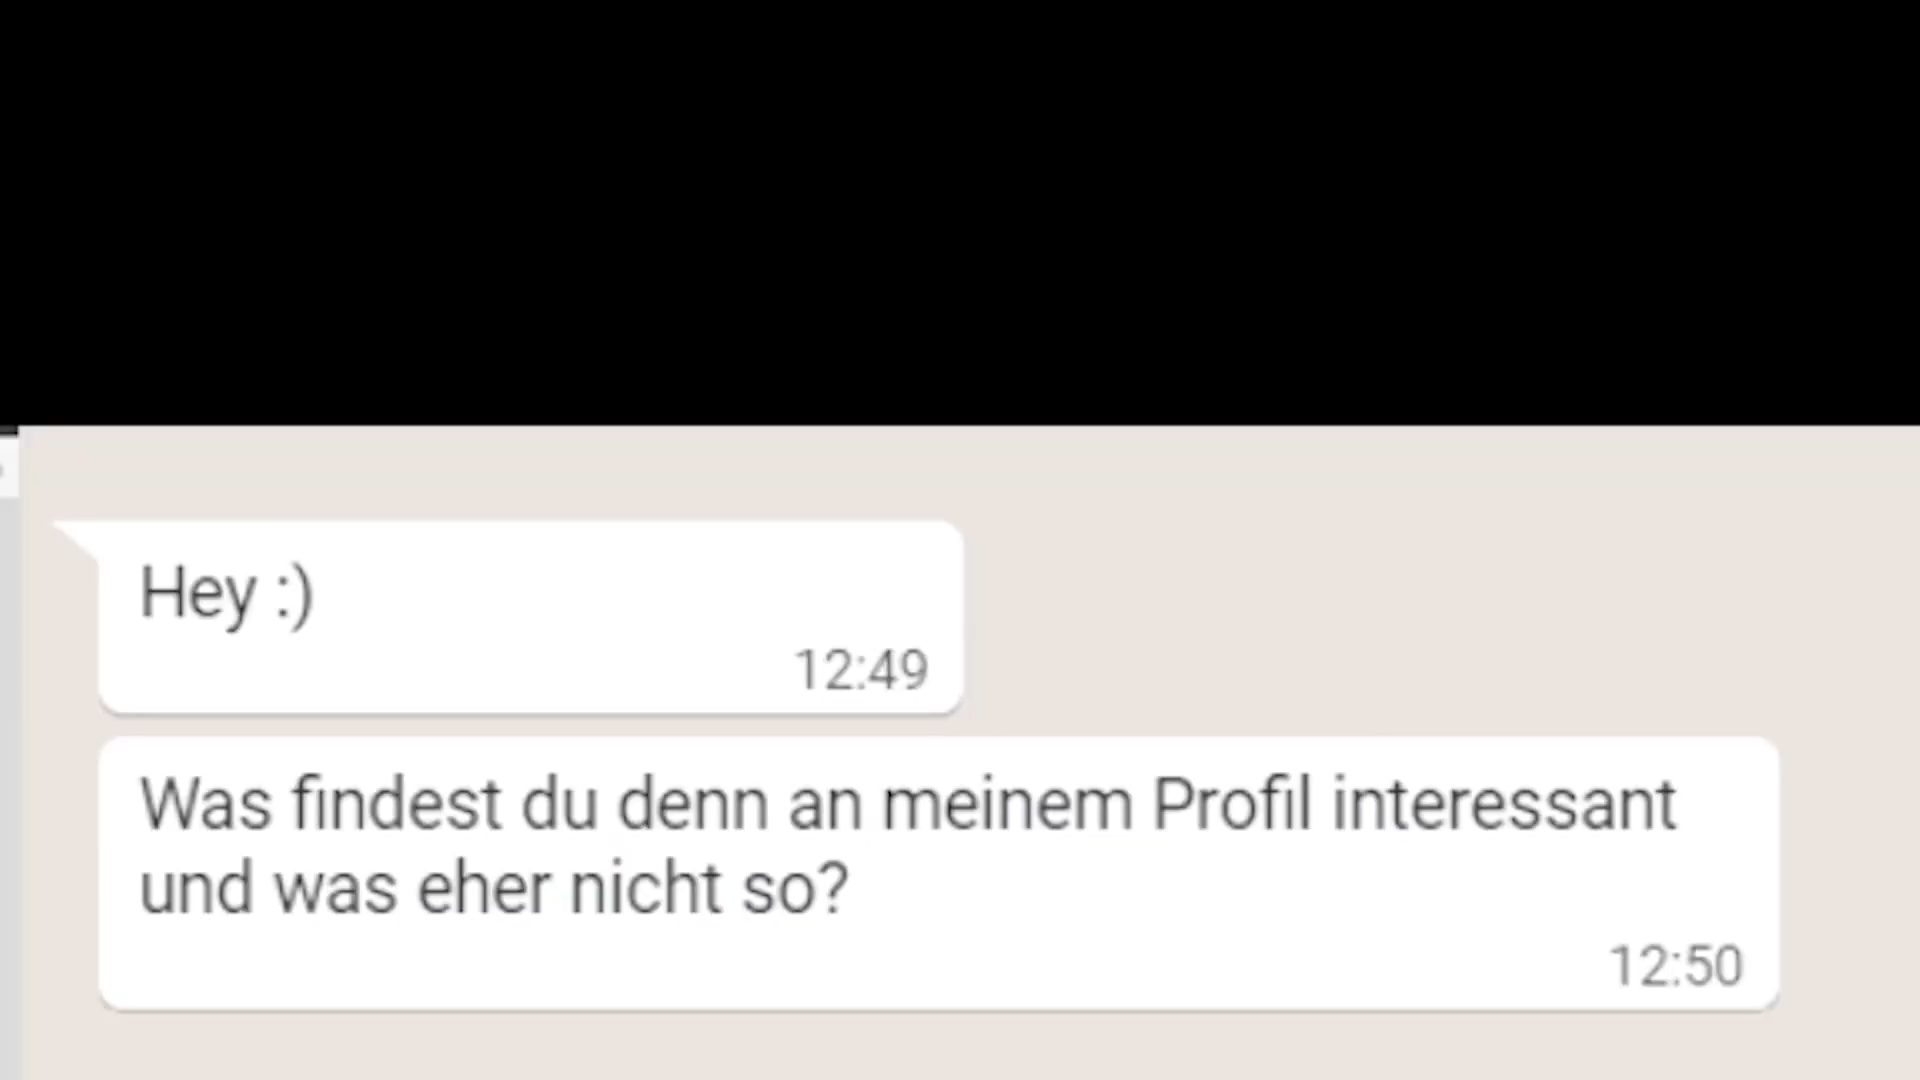 Hey :)
12:49
Was findest du denn an meinem Profil interessant
und was eher nicht so?
12:50